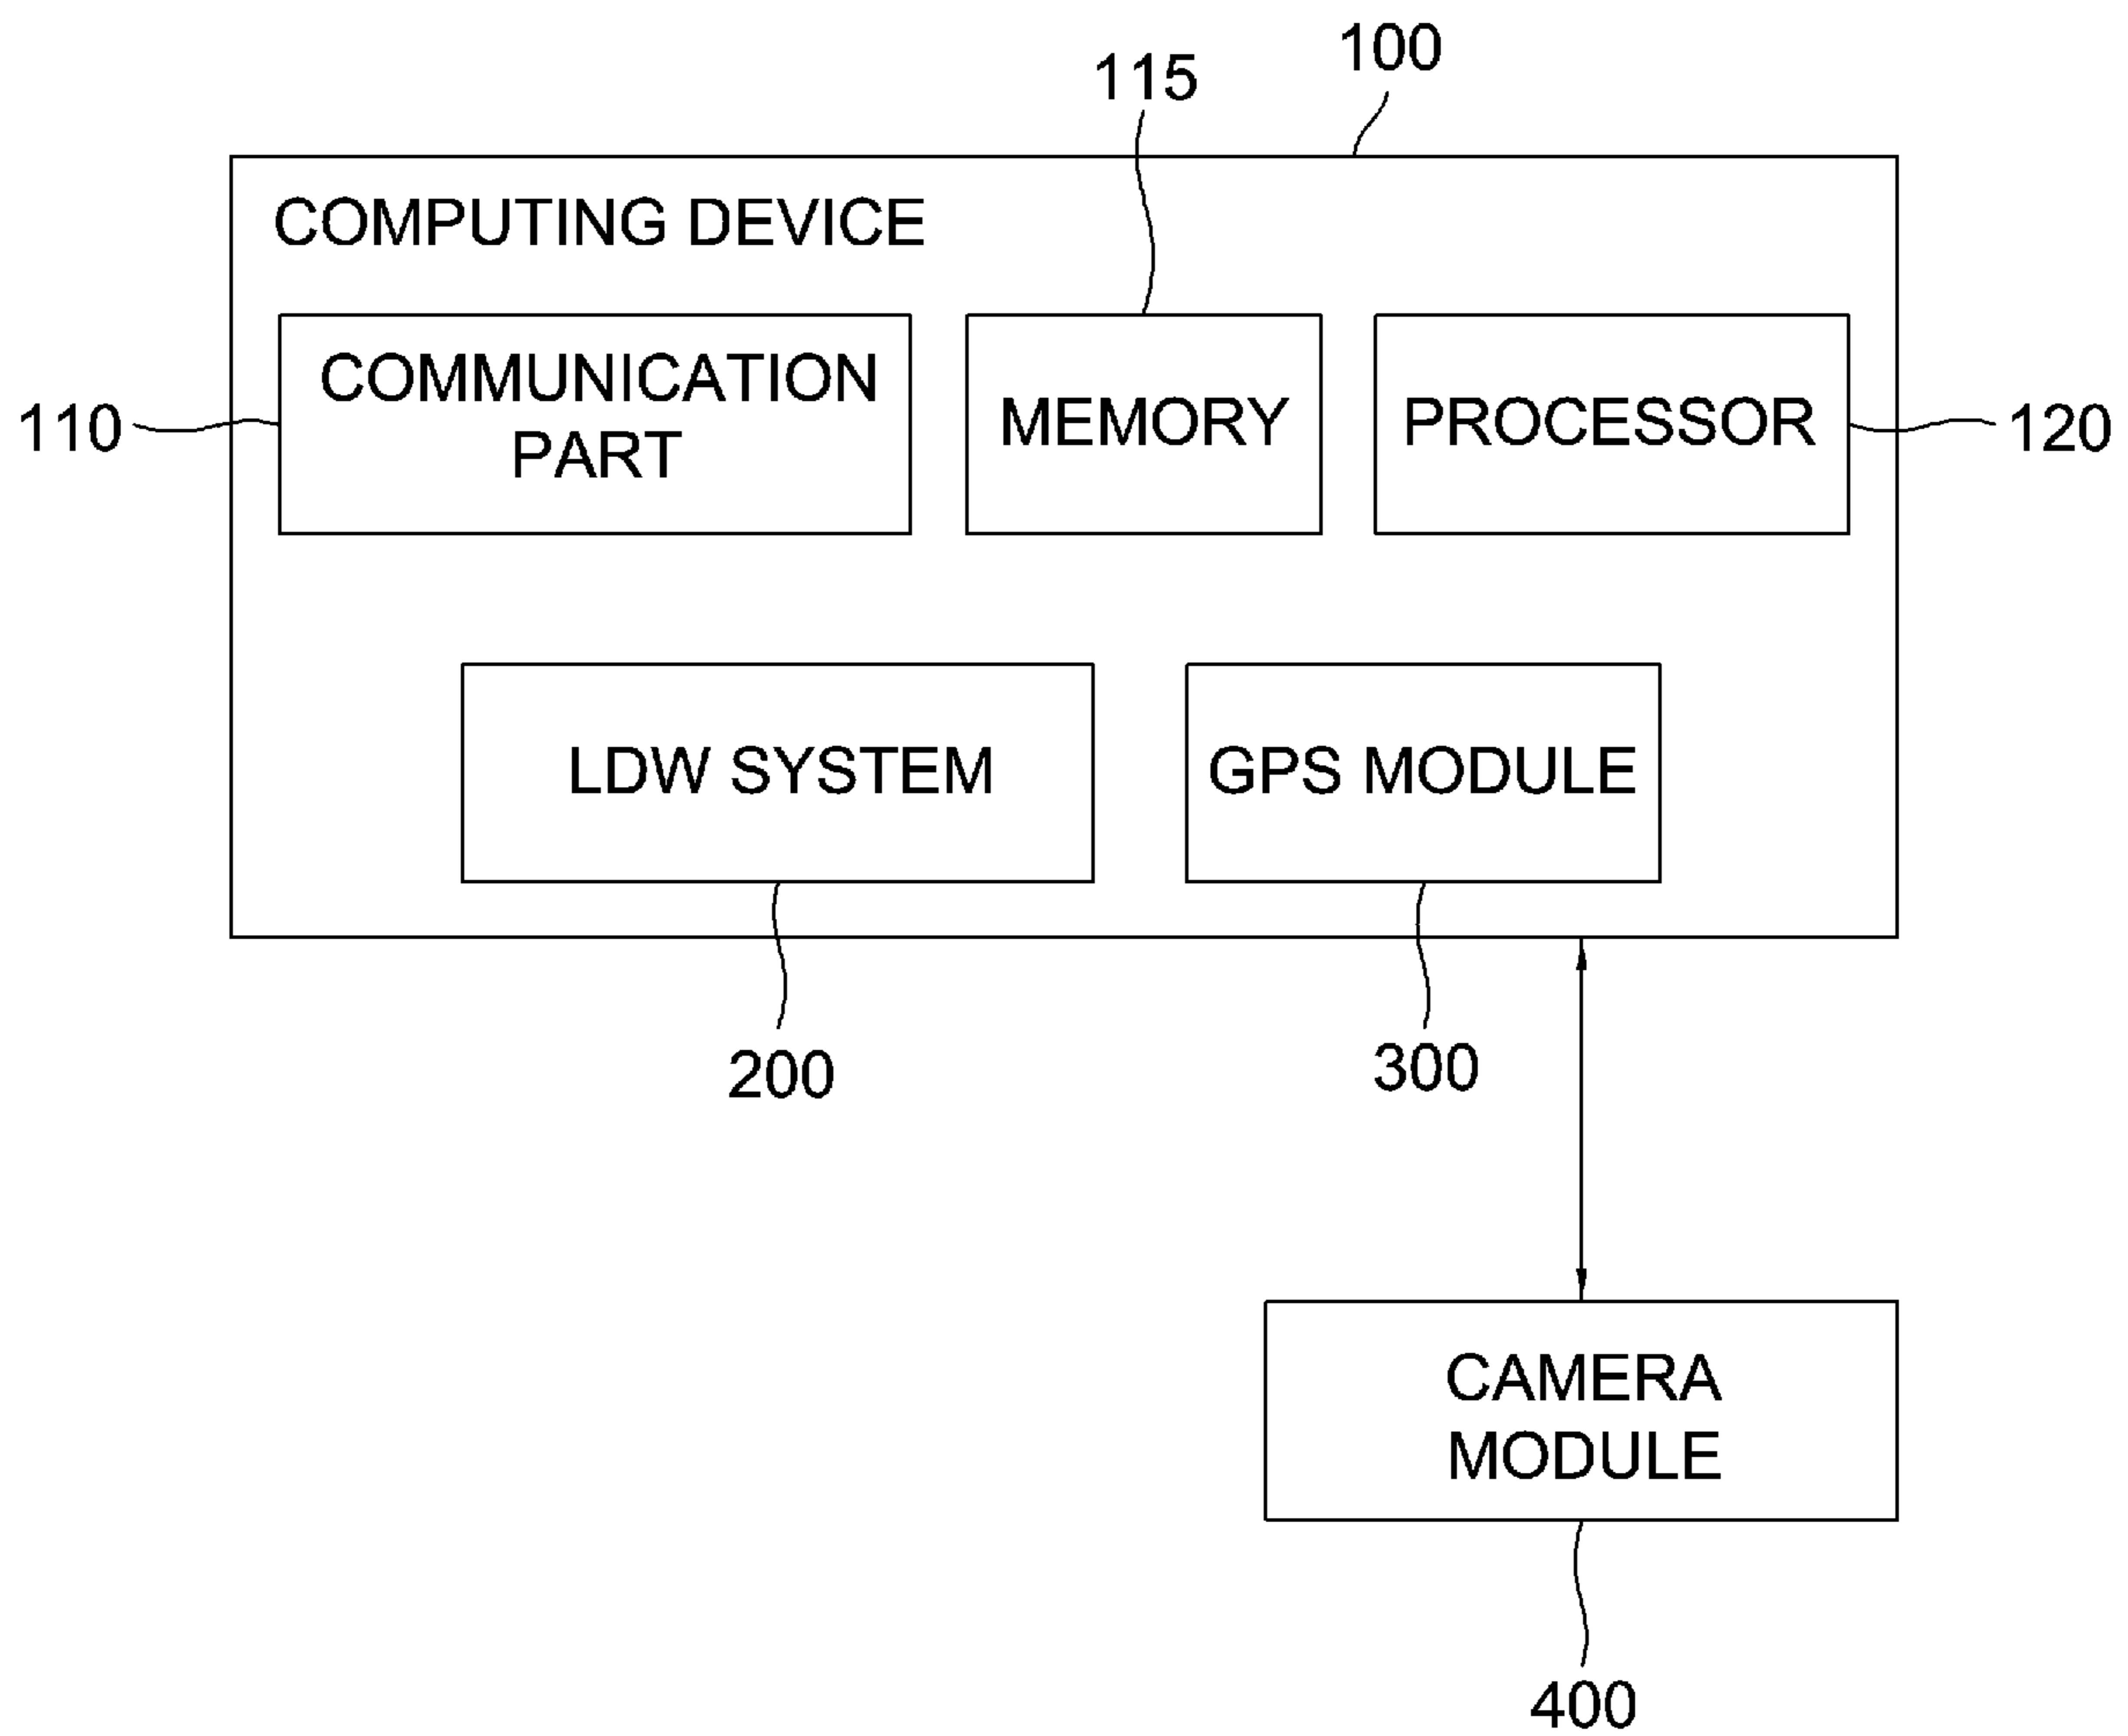 100
115
COMPUTING DEVICE
COMMUNICATION
PART
MEMORY
PROCESSOR
110
120
LDW SYSTEM
GPS MODULE
200
300
CAMERA
MODULE
400